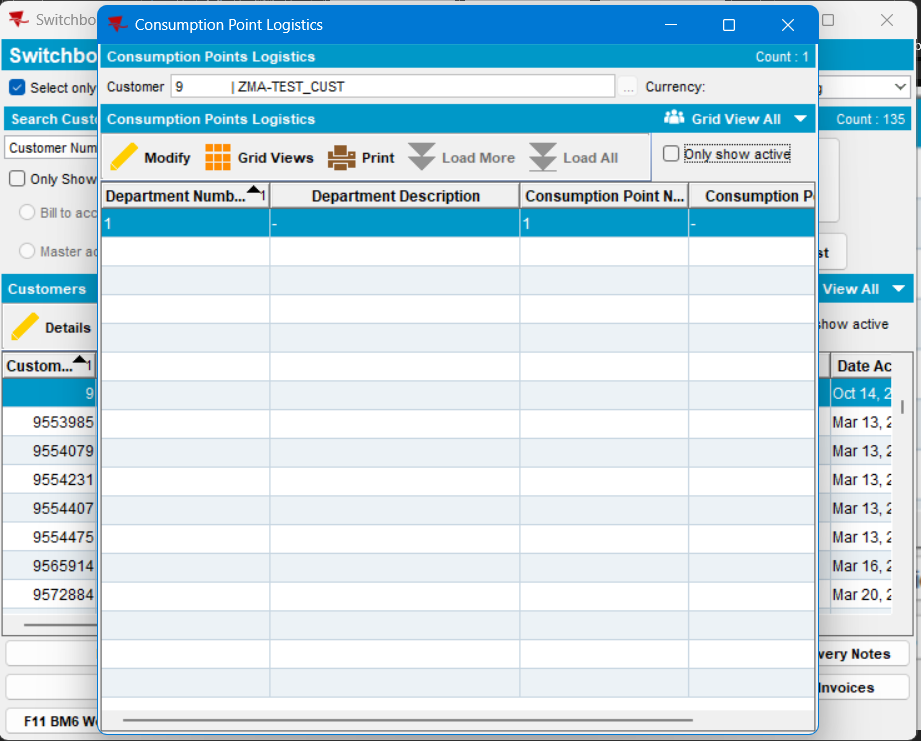 Switchbo
Consumption Point Logistics
Switchbo
Consumption Points Logistics
Count : 1
Select only
Customer
9 | ZMA-TEST_CUST
...
Currency:
Search Custo
Consumption Points Logistics
Grid View All
Count : 135
Customer Num
Modify
Grid Views
Print
Load More
Load All
Only show active
Only Show
Department Numb... 1
Department Description
Consumption Point N...
Consumption P
Bill to acc
1 - 1 -
Master ac
st
Customers
View All
Details
show active
Custom... 1
Date Ac
9
Oct 14, 2
9553985
Mar 13, 2
9554079
Mar 13, 2
9554231
Mar 13, 2
9554407
Mar 13, 2
9554475
Mar 13, 2
9565914
Mar 16, 2
9572884
Mar 20, 2
very Notes
Invoices
F11 BM6 W